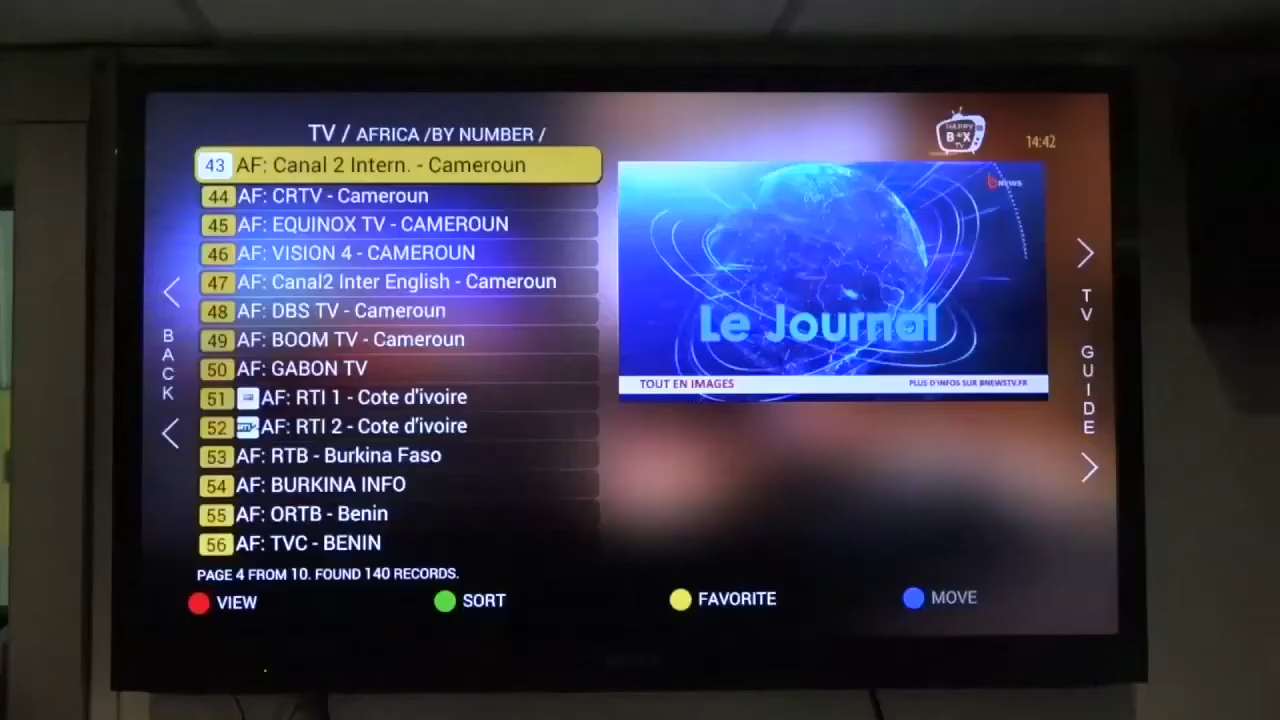 TV / AFRICA /BY NUMBER /
HAPPY
BOX
TV
14:42
43 AF: Canal 2 Intern. - Cameroun
44 AF: CRTV - Cameroun
45 AF: EQUINOX TV - CAMEROUN
46 AF: VISION 4 - CAMEROUN
47 AF: Canal2 Inter English - Cameroun
48 AF: DBS TV - Cameroun
49 AF: BOOM TV - Cameroun
50 AF: GABON TV
51 AF: RTI 1 - Cote d'ivoire
52 AF: RTI 2 - Cote d'ivoire
53 AF: RTB - Burkina Faso
54 AF: BURKINA INFO
55 AF: ORTB - Benin
56 AF: TVC - BENIN
PAGE 4 FROM 10. FOUND 140 RECORDS.
VIEW
SORT
FAVORITE
MOVE
BACK
bnews
Le Journal
TOUT EN IMAGES
PLUS D'INFOS SUR BNEWSTV.FR
TV GUIDE